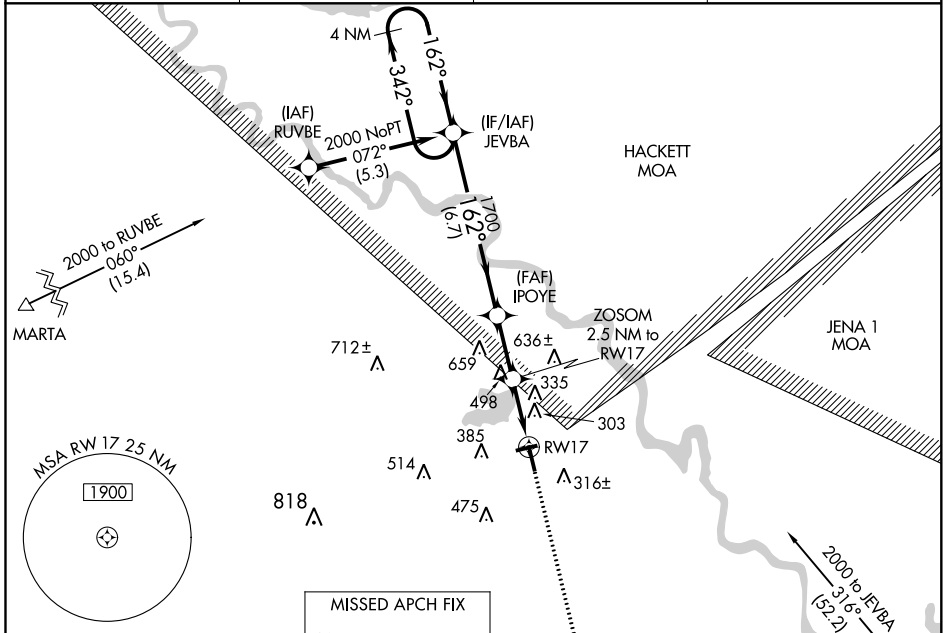 4 NM
162°
342°
(IAF)
RUVBE
2000 NoPT
072°
(5.3)
(IF/IAF)
JEVBA
HACKETT
MOA
1700
162°
(6.7)
2000 to RUVBE
060°
(15.4)
MARTA
(FAF)
IPOYE
ZOSOM
2.5 NM to
RW17
JENA 1
MOA
712±
659
636±
498
335
303
385
RW17
MSA RW 17 25 NM
1900
514
316±
818
475
2000 to JEVBA
316°
(52.2)
MISSED APCH FIX